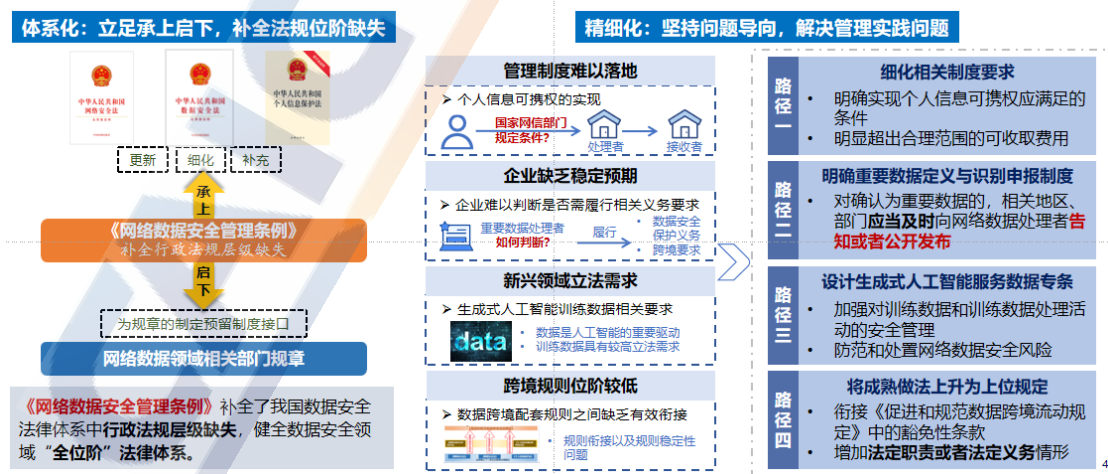 体系化：立足承上启下，补全法规位阶缺失
中华人民共和国
网络安全法
中华人民共和国
数据安全法
中华人民共和国
个人信息保护法
更新
细化
补充
承
上
《网络数据安全管理条例》
补全行政法规层级缺失
启
下
为规章的制定预留制度接口
网络数据领域相关部门规章
《网络数据安全管理条例》补全了我国数据安全
法律体系中行政法规层级缺失，健全数据安全领
域“全位阶”法律体系。
精细化：坚持问题导向，解决管理实践问题
管理制度难以落地
➢ 个人信息可携权的实现
国家网信部门
规定条件?
处理者
接收者
企业缺乏稳定预期
➢ 企业难以判断是否需履行相关义务要求
重要数据处理者
如何判断?
履行
• 数据安全
保护义务
• 跨境要求
新兴领域立法需求
➢ 生成式人工智能训练数据相关要求
data
• 数据是人工智能的重要驱动
• 训练数据具有较高立法需求
跨境规则位阶较低
➢ 数据跨境配套规则之间缺乏有效衔接
• 规则衔接以及规则稳定性
问题
路
径
一
细化相关制度要求
• 明确实现个人信息可携权应满足的
条件
• 明显超出合理范围的可收取费用
路
径
二
明确重要数据定义与识别申报制度
• 对确认为重要数据的，相关地区、
部门应当及时向网络数据处理者告
知或者公开发布
路
径
三
设计生成式人工智能服务数据专条
• 加强对训练数据和训练数据处理活
动的安全管理
• 防范和处置网络数据安全风险
路
径
四
将成熟做法上升为上位规定
• 衔接《促进和规范数据跨境流动规
定》中的豁免性条款
• 增加法定职责或者法定义务情形
4